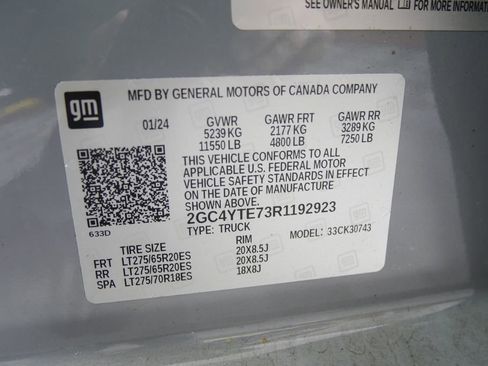 SEE OWNER'S MANUAL FOR MORE INFORMATION
gm
MFD BY GENERAL MOTORS OF CANADA COMPANY
01/24 GVWR GAWR FRT GAWR RR
5239 KG 2177 KG 3289 KG
11550 LB 4800 LB 7250 LB
THIS VEHICLE CONFORMS TO ALL
APPLICABLE U.S. FEDERAL MOTOR
VEHICLE SAFETY STANDARDS IN EFFECT
ON THE DATE OF MANUFACTURE SHOWN ABOVE.
2GC4YTE73R1192923
633D TYPE: TRUCK 33CK30743
TIRE SIZE RIM
FRT LT275/65R20ES 20X8.5J
RR LT275/65R20ES 20X8.5J
SPA LT275/70R18ES 18X8J